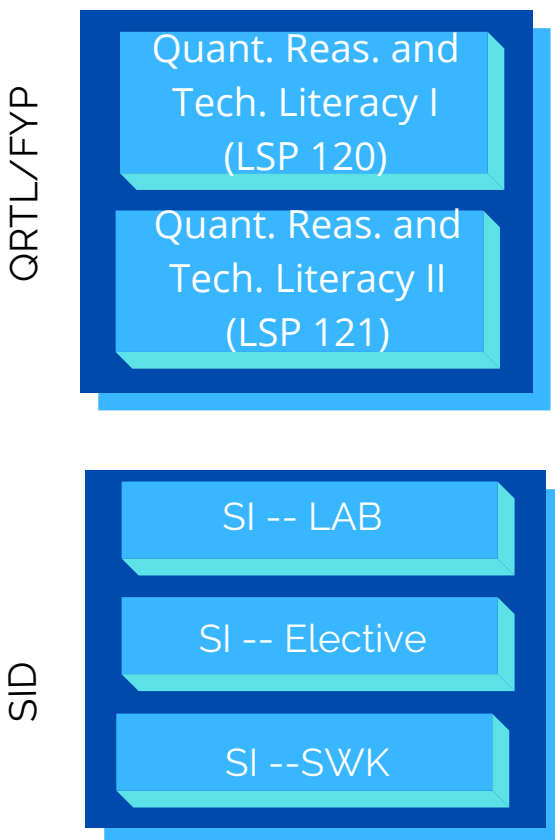 QRTL/FYP
Quant. Reas. and
Tech. Literacy I
(LSP 120)
Quant. Reas. and
Tech. Literacy II
(LSP 121)
SID
SI -- LAB
SI -- Elective
SI --SWK